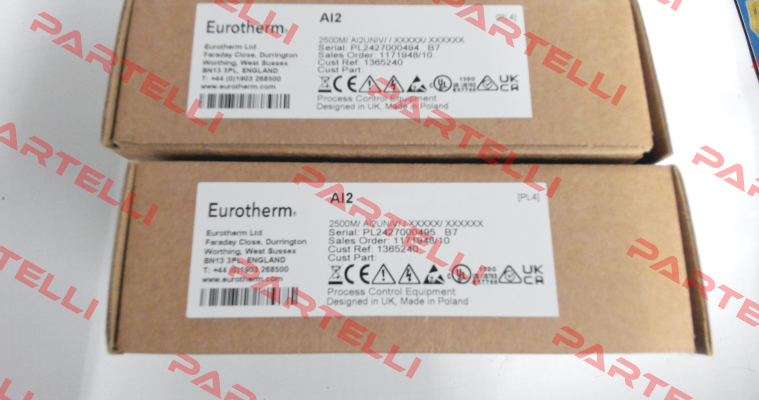 Eurotherm®
AI2
[PL4]
2500M/ AI2UNIV/ / XXXXX/ XXXXXX
Serial: PL2427000494 B7
Sales Order: 1171948/10
Cust Ref: 1365240
Cust Part:
Eurotherm Ltd
Faraday Close, Durrington
Worthing, West Sussex
BN13 3PL, ENGLAND
T: +44 (0)1903 268500
www.eurotherm.com
CE
UL
UK
CA
Process Control Equipment
Designed in UK, Made in Poland
Eurotherm®
AI2
[PL4]
2500M/ AI2UNIV/ / XXXXX/ XXXXXX
Serial: PL2427000495 B7
Sales Order: 1171948/10
Cust Ref: 1365240
Cust Part:
Eurotherm Ltd
Faraday Close, Durrington
Worthing, West Sussex
BN13 3PL, ENGLAND
T: +44 (0)1903 268500
www.eurotherm.com
CE
UL
UK
CA
Process Control Equipment
Designed in UK, Made in Poland
PARTELLI
PARTELLI
PARTELLI
PARTELLI
PARTELLI
PARTELLI
PARTELLI
PARTELLI